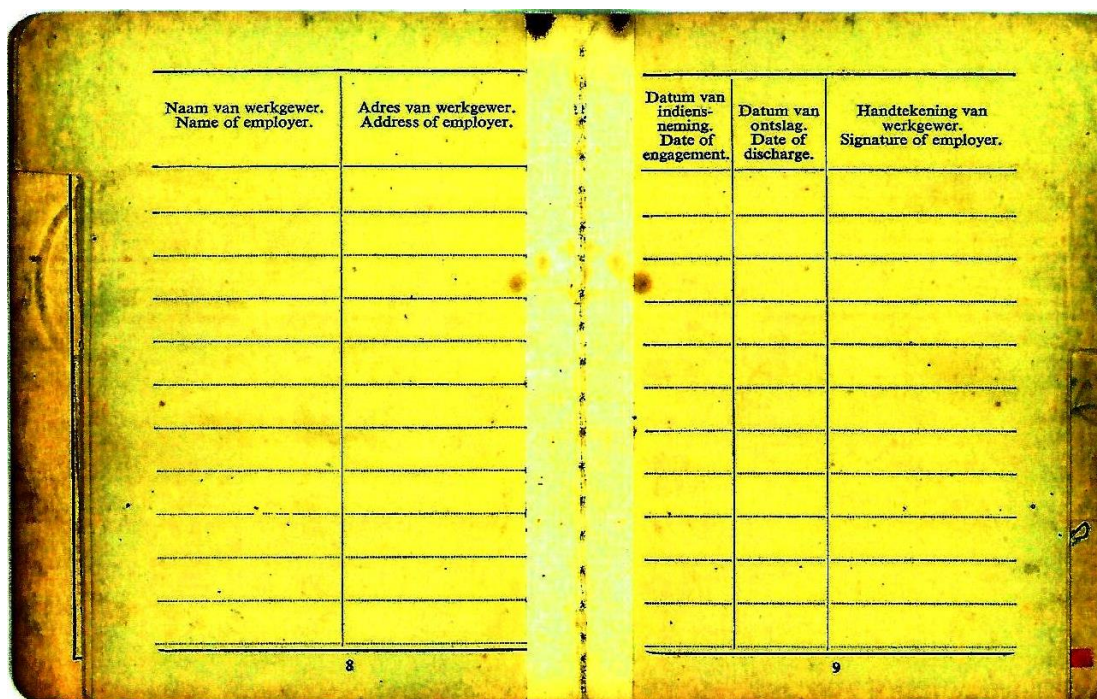 Naam van werkgewer.
Name of employer.
Adres van werkgewer.
Address of employer.
Datum van
indiens-
neming.
Date of
engagement.
Datum van
ontslag.
Date of
discharge.
Handtekening van
werkgewer.
Signature of employer.
8
9